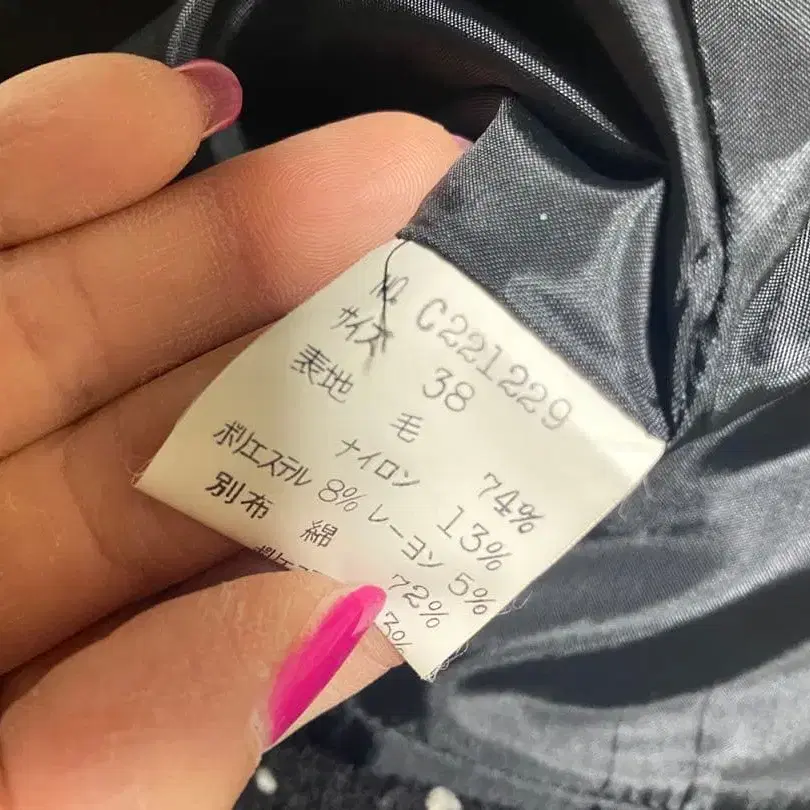 NO. C221229
サイズ 38
表地 毛 74%
ナイロン 13%
ポリエステル 8% レーヨン 5%
別布 綿 72%